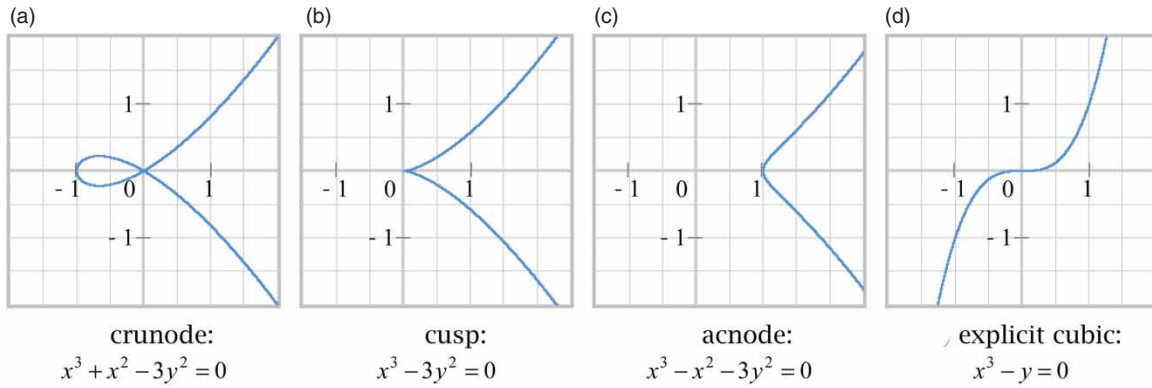 (a) (b) (c) (d)
1 1 1 1
- 1 0 1 - 1 0 1 - 1 0 1 - 1 0 1
- 1 - 1 - 1 - 1
crunode: cusp: acnode: explicit cubic:
x³ + x² − 3y² = 0 x³ − 3y² = 0 x³ − x² − 3y² = 0 x³ − y = 0